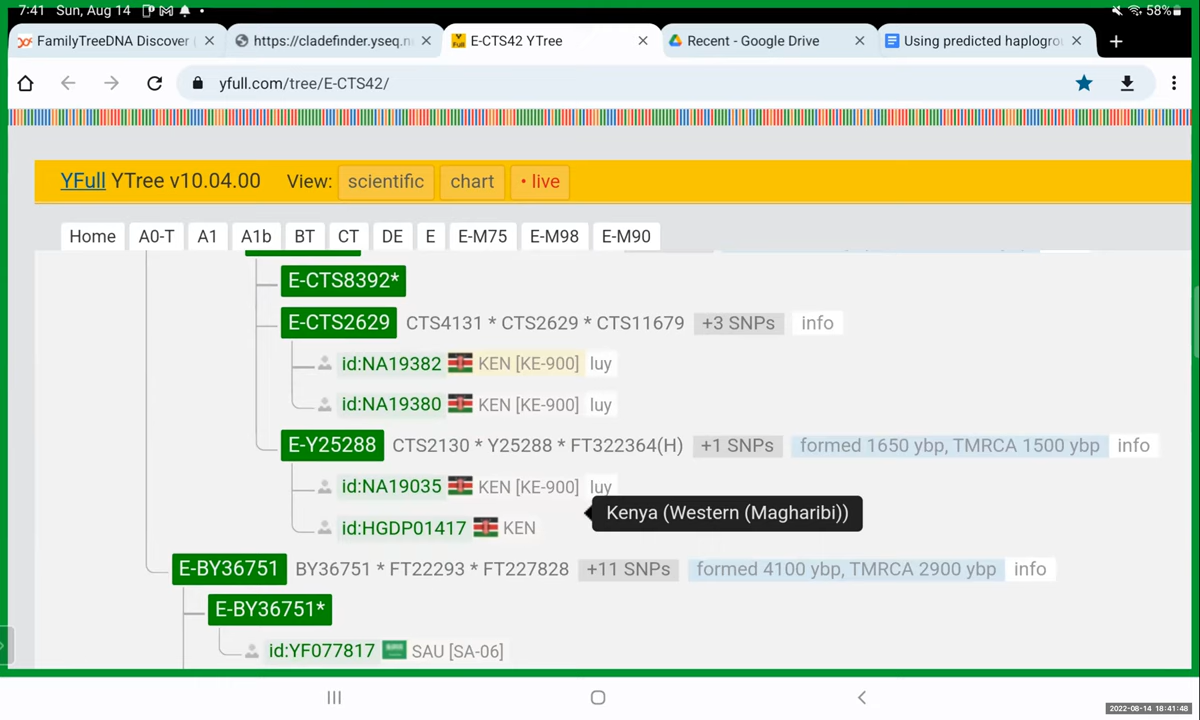 7:41 Sun, Aug 14 58%
FamilyTreeDNA Discover
https://cladefinder.yseq.n
E-CTS42 YTree
Recent - Google Drive
Using predicted haplogro
yfull.com/tree/E-CTS42/
YFull YTree v10.04.00 View: scientific chart • live
Home A0-T A1 A1b BT CT DE E E-M75 E-M98 E-M90
E-CTS8392*
E-CTS2629 CTS4131 * CTS2629 * CTS11679 +3 SNPs info
id:NA19382 KEN [KE-900] luy
id:NA19380 KEN [KE-900] luy
E-Y25288 CTS2130 * Y25288 * FT322364(H) +1 SNPs formed 1650 ybp, TMRCA 1500 ybp info
id:NA19035 KEN [KE-900] luy
Kenya (Western (Magharibi))
id:HGDP01417 KEN
E-BY36751 BY36751 * FT22293 * FT227828 +11 SNPs formed 4100 ybp, TMRCA 2900 ybp info
E-BY36751*
id:YF077817 SAU [SA-06]
2022-08-14 18:41:48